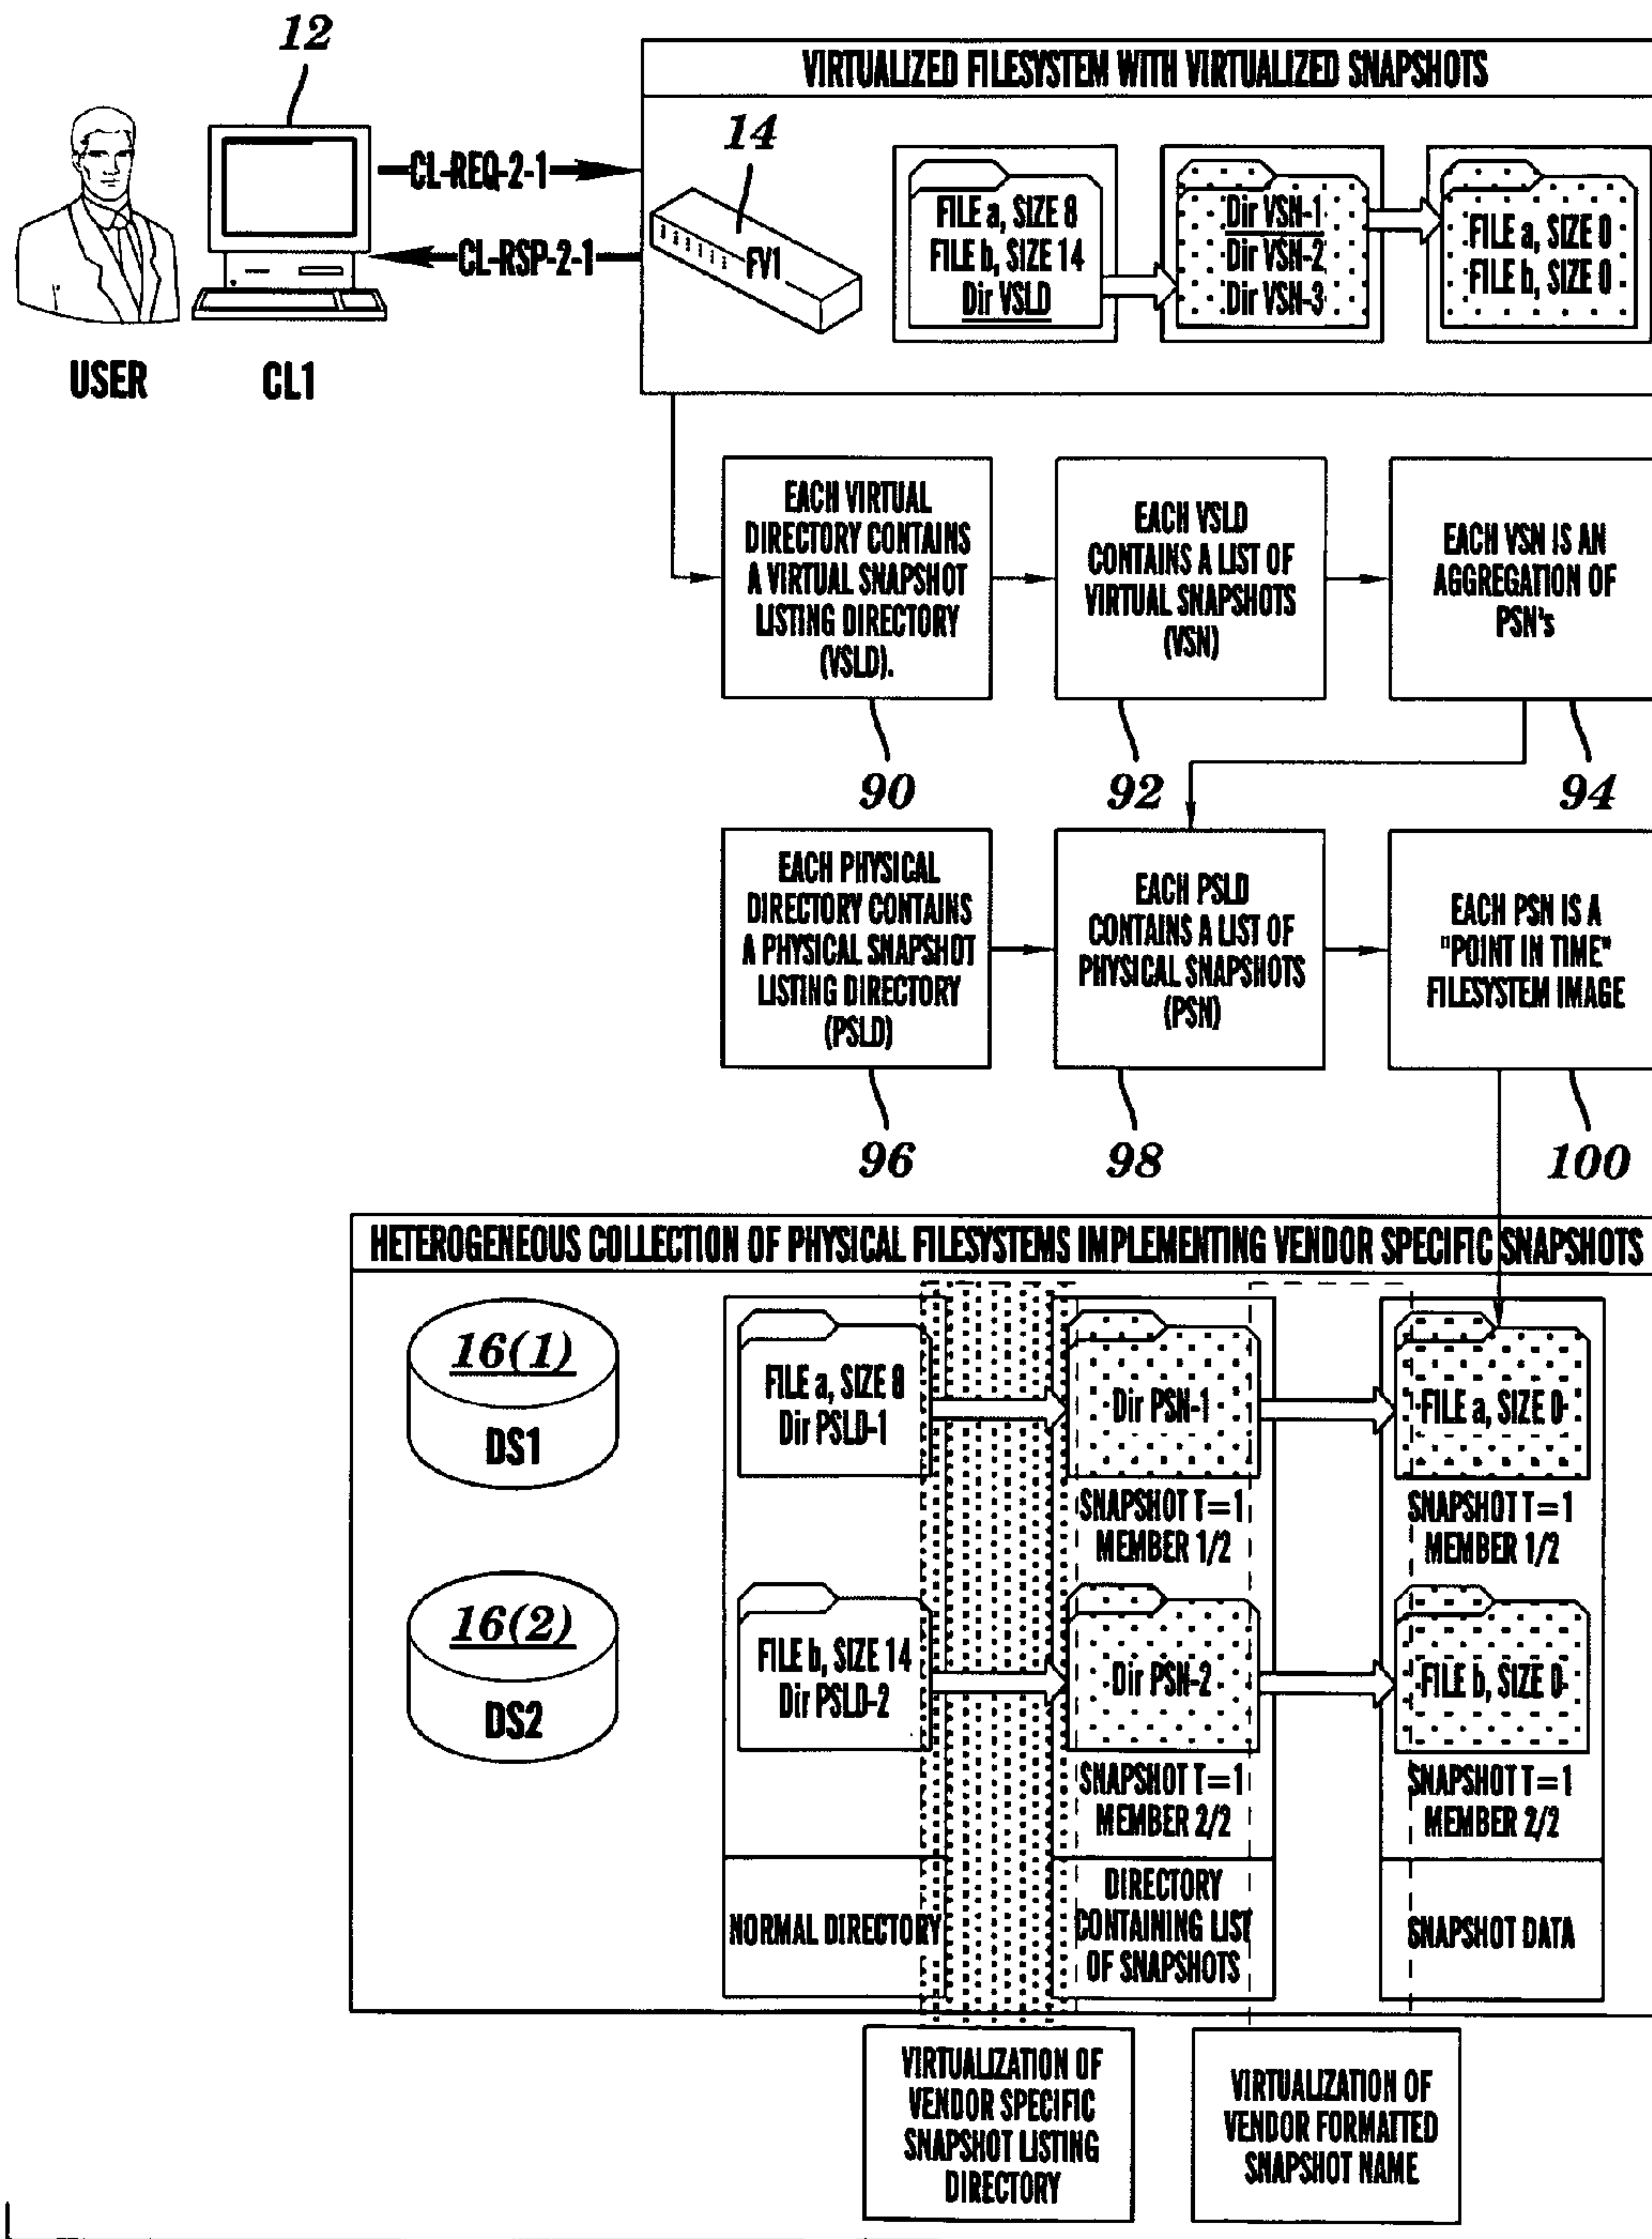 12
VIRTUALIZED FILESYSTEM WITH VIRTUALIZED SNAPSHOTS
CL-REQ-2-1
CL-RSP-2-1
14
FV1
FILE a, SIZE 8
FILE b, SIZE 14
Dir VSLD
Dir VSN-1
Dir VSN-2
Dir VSN-3
FILE a, SIZE 0
FILE b, SIZE 0
USER
CL1
EACH VIRTUAL
DIRECTORY CONTAINS
A VIRTUAL SNAPSHOT
LISTING DIRECTORY
(VSLD).
EACH VSLD
CONTAINS A LIST OF
VIRTUAL SNAPSHOTS
(VSN)
EACH VSN IS AN
AGGREGATION OF
PSN's
90
92
94
EACH PHYSICAL
DIRECTORY CONTAINS
A PHYSICAL SNAPSHOT
LISTING DIRECTORY
(PSLD)
EACH PSLD
CONTAINS A LIST OF
PHYSICAL SNAPSHOTS
(PSN)
EACH PSN IS A
"POINT IN TIME"
FILESYSTEM IMAGE
96
98
100
HETEROGENEOUS COLLECTION OF PHYSICAL FILESYSTEMS IMPLEMENTING VENDOR SPECIFIC SNAPSHOTS
16(1)
DS1
FILE a, SIZE 8
Dir PSLD-1
Dir PSN-1
FILE a, SIZE 0
SNAPSHOT T=1
MEMBER 1/2
SNAPSHOT T=1
MEMBER 1/2
16(2)
DS2
FILE b, SIZE 14
Dir PSLD-2
Dir PSN-2
FILE b, SIZE 0
SNAPSHOT T=1
MEMBER 2/2
SNAPSHOT T=1
MEMBER 2/2
NORMAL DIRECTORY
DIRECTORY
CONTAINING LIST
OF SNAPSHOTS
SNAPSHOT DATA
VIRTUALIZATION OF
VENDOR SPECIFIC
SNAPSHOT LISTING
DIRECTORY
VIRTUALIZATION OF
VENDOR FORMATTED
SNAPSHOT NAME